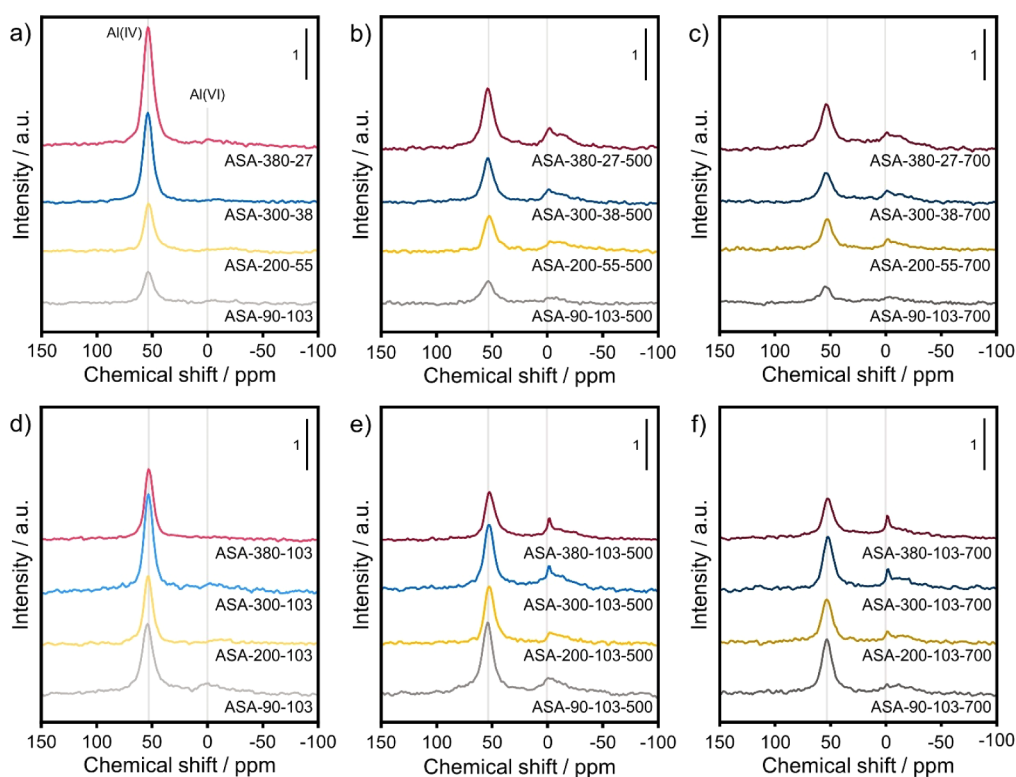 a)
Al(IV)
Al(VI)
1
ASA-380-27
ASA-300-38
ASA-200-55
ASA-90-103
Intensity / a.u.
150 100 50 0 -50 -100
Chemical shift / ppm
b)
1
ASA-380-27-500
ASA-300-38-500
ASA-200-55-500
ASA-90-103-500
Intensity / a.u.
150 100 50 0 -50 -100
Chemical shift / ppm
c)
1
ASA-380-27-700
ASA-300-38-700
ASA-200-55-700
ASA-90-103-700
Intensity / a.u.
150 100 50 0 -50 -100
Chemical shift / ppm
d)
1
ASA-380-103
ASA-300-103
ASA-200-103
ASA-90-103
Intensity / a.u.
150 100 50 0 -50 -100
Chemical shift / ppm
e)
1
ASA-380-103-500
ASA-300-103-500
ASA-200-103-500
ASA-90-103-500
Intensity / a.u.
150 100 50 0 -50 -100
Chemical shift / ppm
f)
1
ASA-380-103-700
ASA-300-103-700
ASA-200-103-700
ASA-90-103-700
Intensity / a.u.
150 100 50 0 -50 -100
Chemical shift / ppm